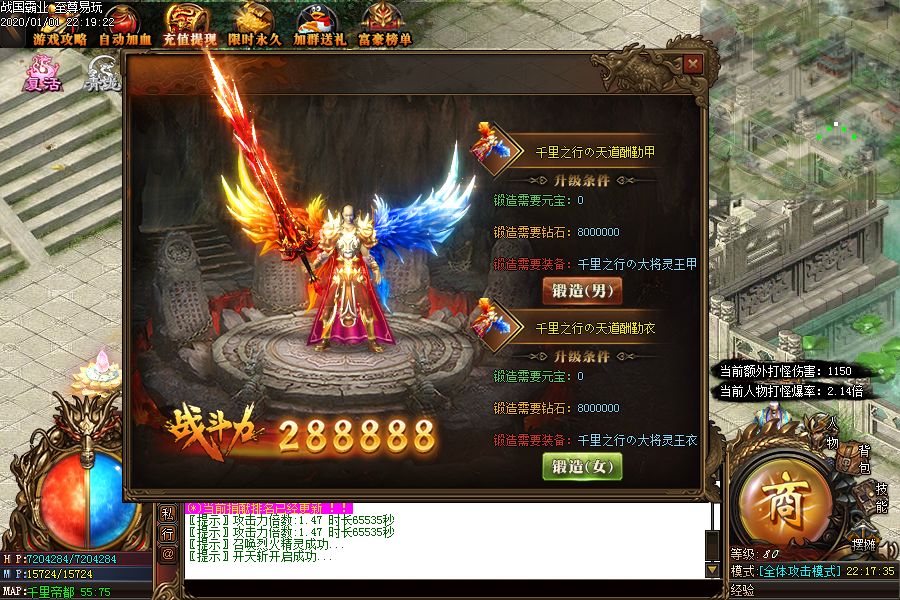 战国霸业 至尊易玩
2020/01/01 22:19:22
游戏攻略 自动加血 充值提现 限时永久 加群送礼 富豪榜单
复活
千里之行の天道酬勤甲
升级条件
锻造需要元宝：0
锻造需要钻石：8000000
锻造需要装备：千里之行の大将灵王甲
锻造(男)
千里之行の天道酬勤衣
升级条件
锻造需要元宝：0
锻造需要钻石：8000000
锻造需要装备：千里之行の大将灵王衣
锻造(女)
战斗力 288888
当前额外打怪伤害：1150
当前人物打怪爆率：2.14倍
人物
背包
技能
商
摆摊
私
行
@
(*)当前捐献排名已经更新！！！
〖提示〗攻击力倍数:1.47 时长65535秒
〖提示〗攻击力倍数:1.47 时长65535秒
〖提示〗召唤烈火精灵成功...
〖提示〗开天斩开启成功...
HP:7204284/7204284
MP:15724/15724
MAP:千里帝都 55:75
等级: 80
模式:[全体攻击模式] 22:17:35
经验